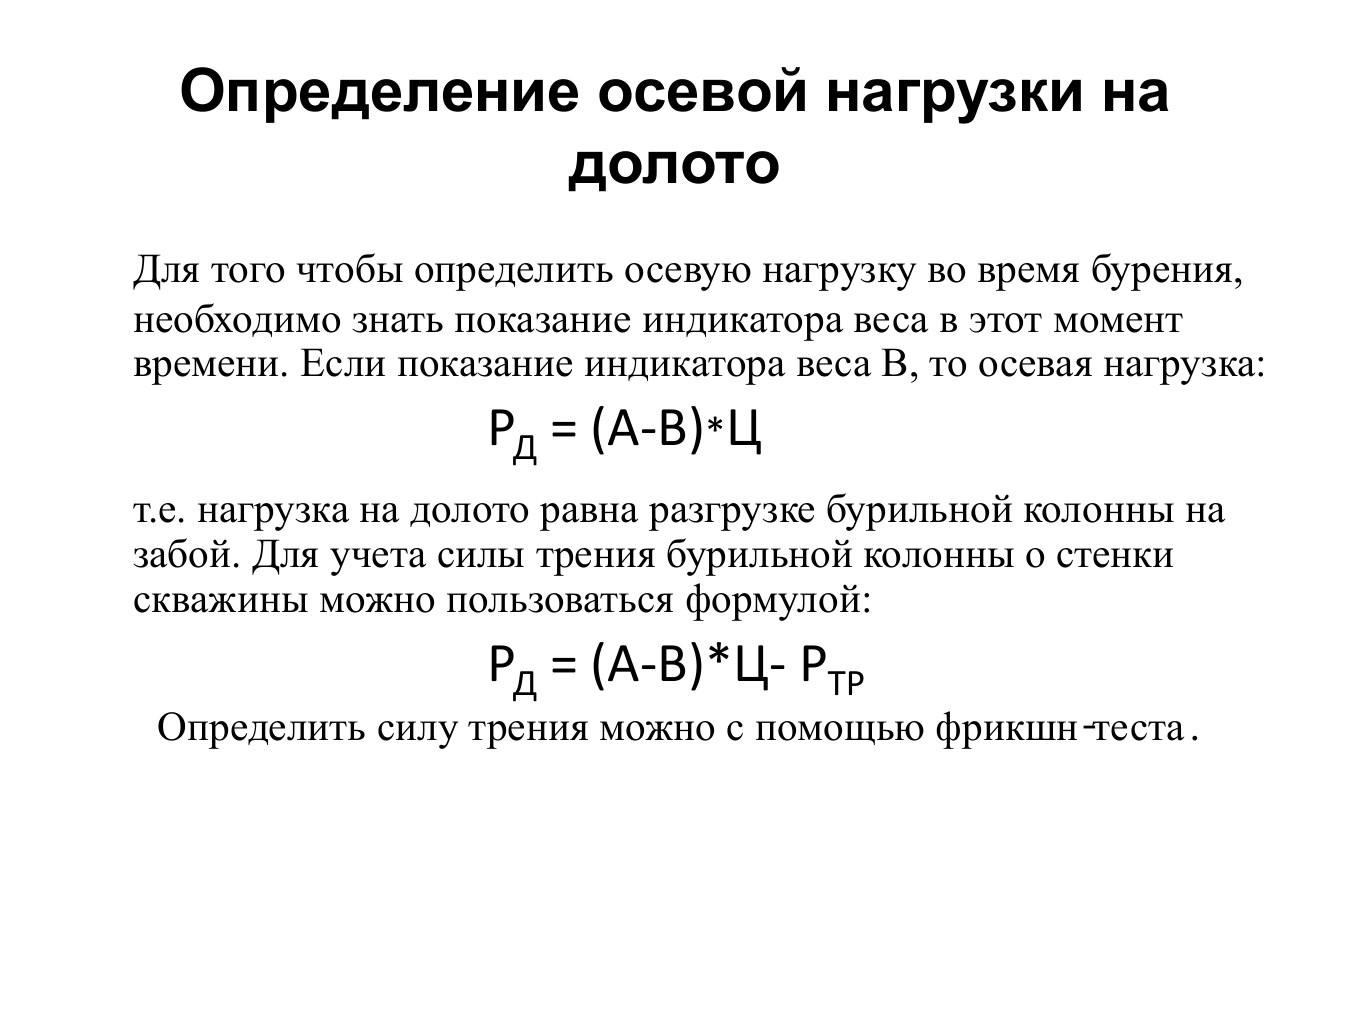 Определение осевой нагрузки на
долото
Для того чтобы определить осевую нагрузку во время бурения,
необходимо знать показание индикатора веса в этот момент
времени. Если показание индикатора веса В, то осевая нагрузка:
РД = (А-В)*Ц
т.е. нагрузка на долото равна разгрузке бурильной колонны на
забой. Для учета силы трения бурильной колонны о стенки
скважины можно пользоваться формулой:
РД = (А-В)*Ц- РТР
Определить силу трения можно с помощью фрикшн-теста.